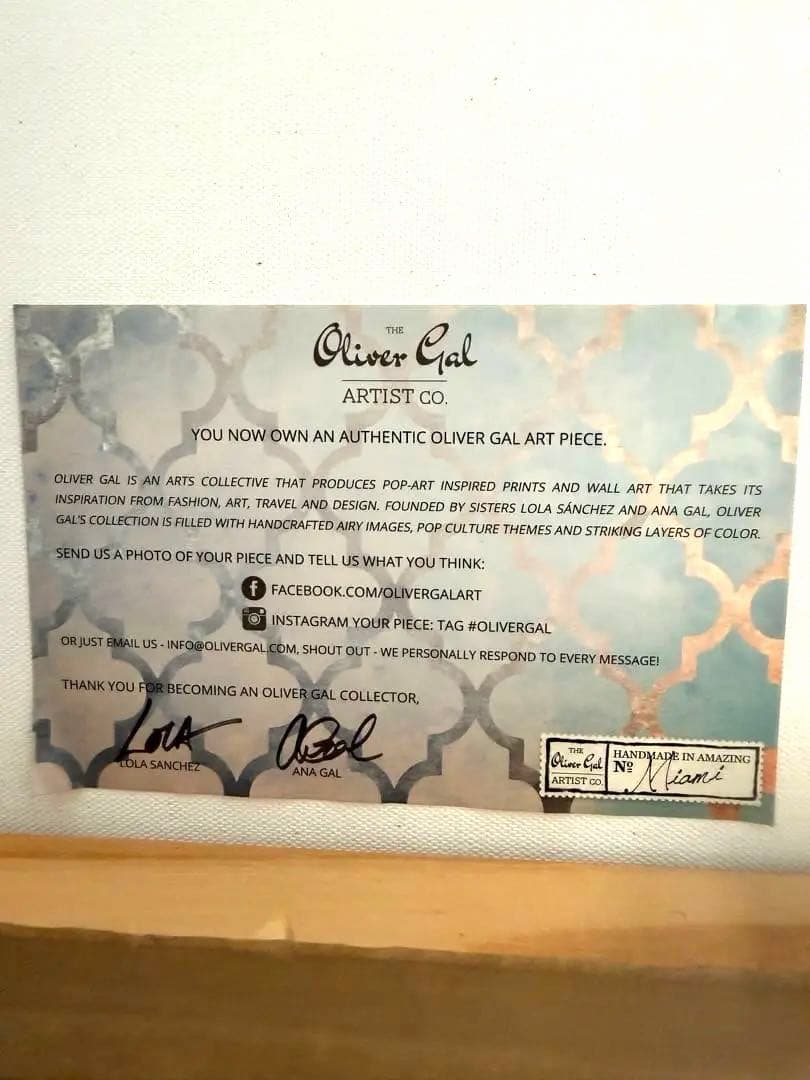 THE
Oliver Gal
ARTIST CO.
YOU NOW OWN AN AUTHENTIC OLIVER GAL ART PIECE.
OLIVER GAL IS AN ARTS COLLECTIVE THAT PRODUCES POP-ART INSPIRED PRINTS AND WALL ART THAT TAKES ITS
INSPIRATION FROM FASHION, ART, TRAVEL AND DESIGN. FOUNDED BY SISTERS LOLA SÁNCHEZ AND ANA GAL, OLIVER
GAL'S COLLECTION IS FILLED WITH HANDCRAFTED AIRY IMAGES, POP CULTURE THEMES AND STRIKING LAYERS OF COLOR.
SEND US A PHOTO OF YOUR PIECE AND TELL US WHAT YOU THINK:
f FACEBOOK.COM/OLIVERGALART
INSTAGRAM YOUR PIECE: TAG #OLIVERGAL
OR JUST EMAIL US - INFO@OLIVERGAL.COM, SHOUT OUT - WE PERSONALLY RESPOND TO EVERY MESSAGE!
THANK YOU FOR BECOMING AN OLIVER GAL COLLECTOR,
LOLA
LOLA SANCHEZ
AGal
ANA GAL
THE
Oliver Gal
ARTIST CO.
HANDMADE IN AMAZING
Nº Miami